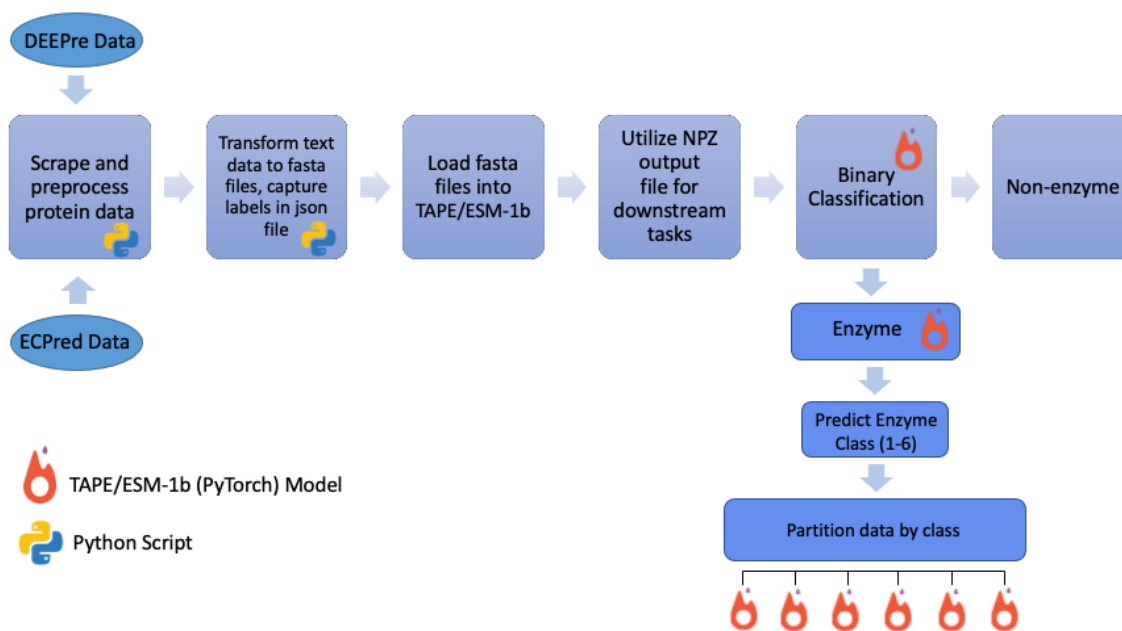 DEEPre Data
Scrape and
preprocess
protein data
ECPred Data
Transform text
data to fasta
files, capture
labels in json
file
Load fasta
files into
TAPE/ESM-1b
Utilize NPZ
output
file for
downstream
tasks
Binary
Classification
Non-enzyme
Enzyme
Predict Enzyme
Class (1-6)
Partition data by class
TAPE/ESM-1b (PyTorch) Model
Python Script